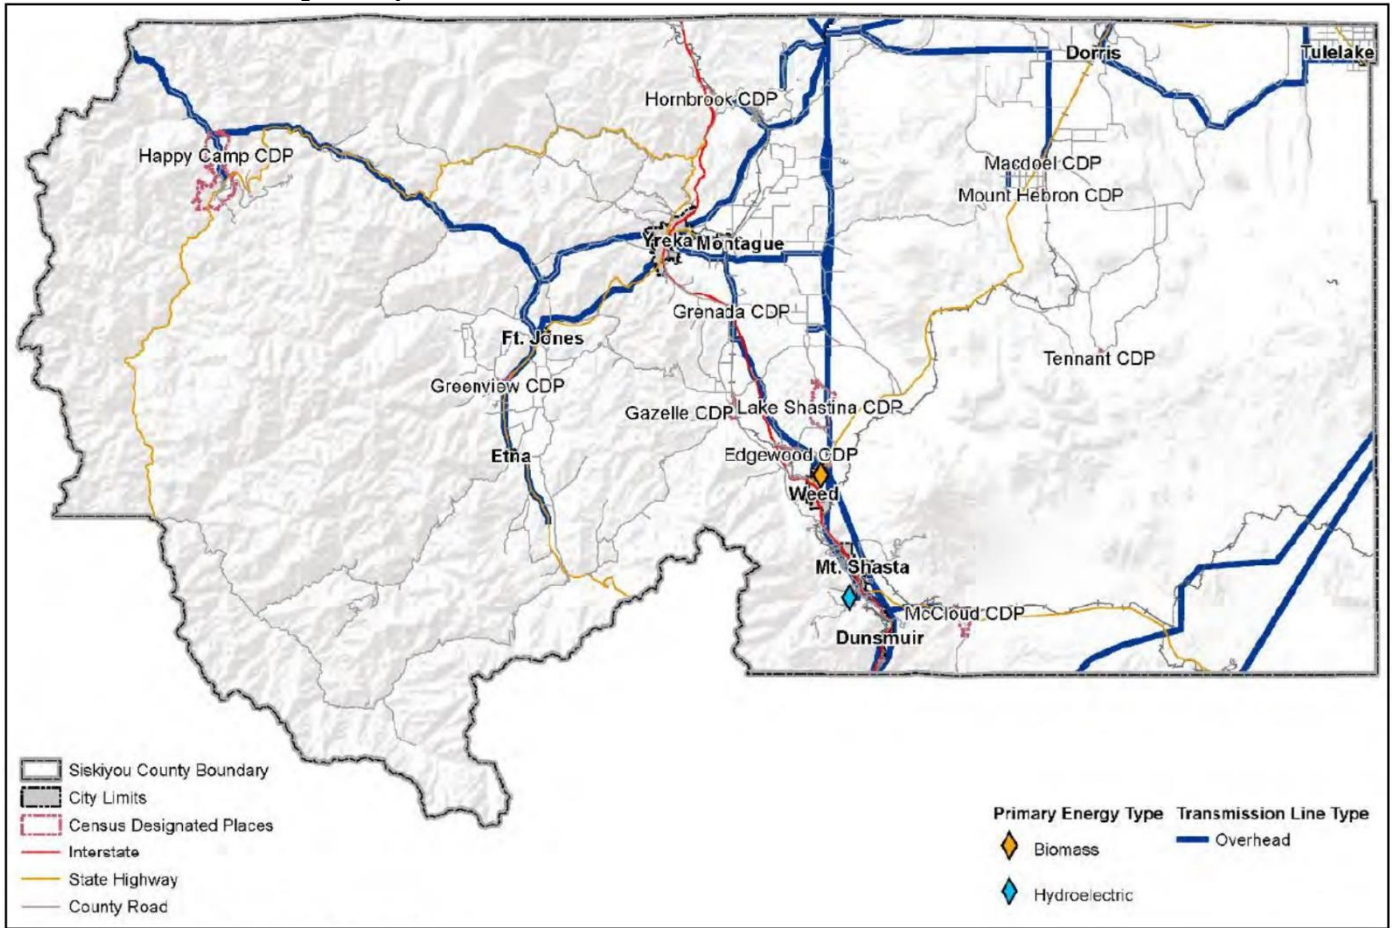 Dorris
Tulelake
Hornbrook CDP
Happy Camp CDP
Macdoel CDP
Mount Hebron CDP
Yreka
Montague
Grenada CDP
Ft. Jones
Tennant CDP
Greenview CDP
Gazelle CDP
Lake Shastina CDP
Etna
Edgewood CDP
Weed
Mt. Shasta
McCloud CDP
Dunsmuir
Siskiyou County Boundary
City Limits
Census Designated Places
Interstate
State Highway
County Road
Primary Energy Type
Biomass
Hydroelectric
Transmission Line Type
Overhead